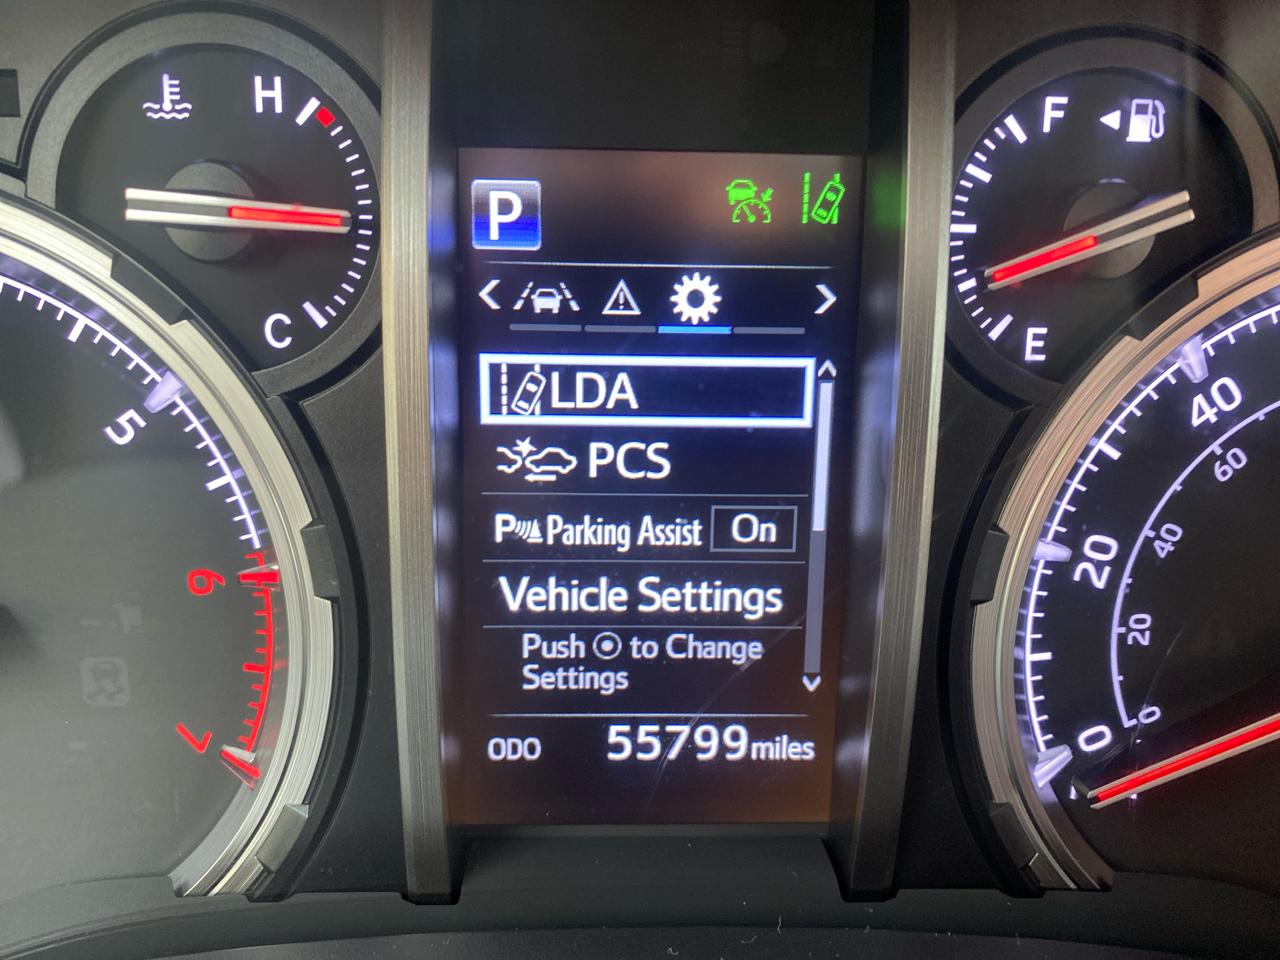 H
C
F
E
P
LDA
PCS
P Parking Assist On
Vehicle Settings
Push to Change
Settings
ODO 55799 miles
5
6
7
40
20
0
60
40
20
0